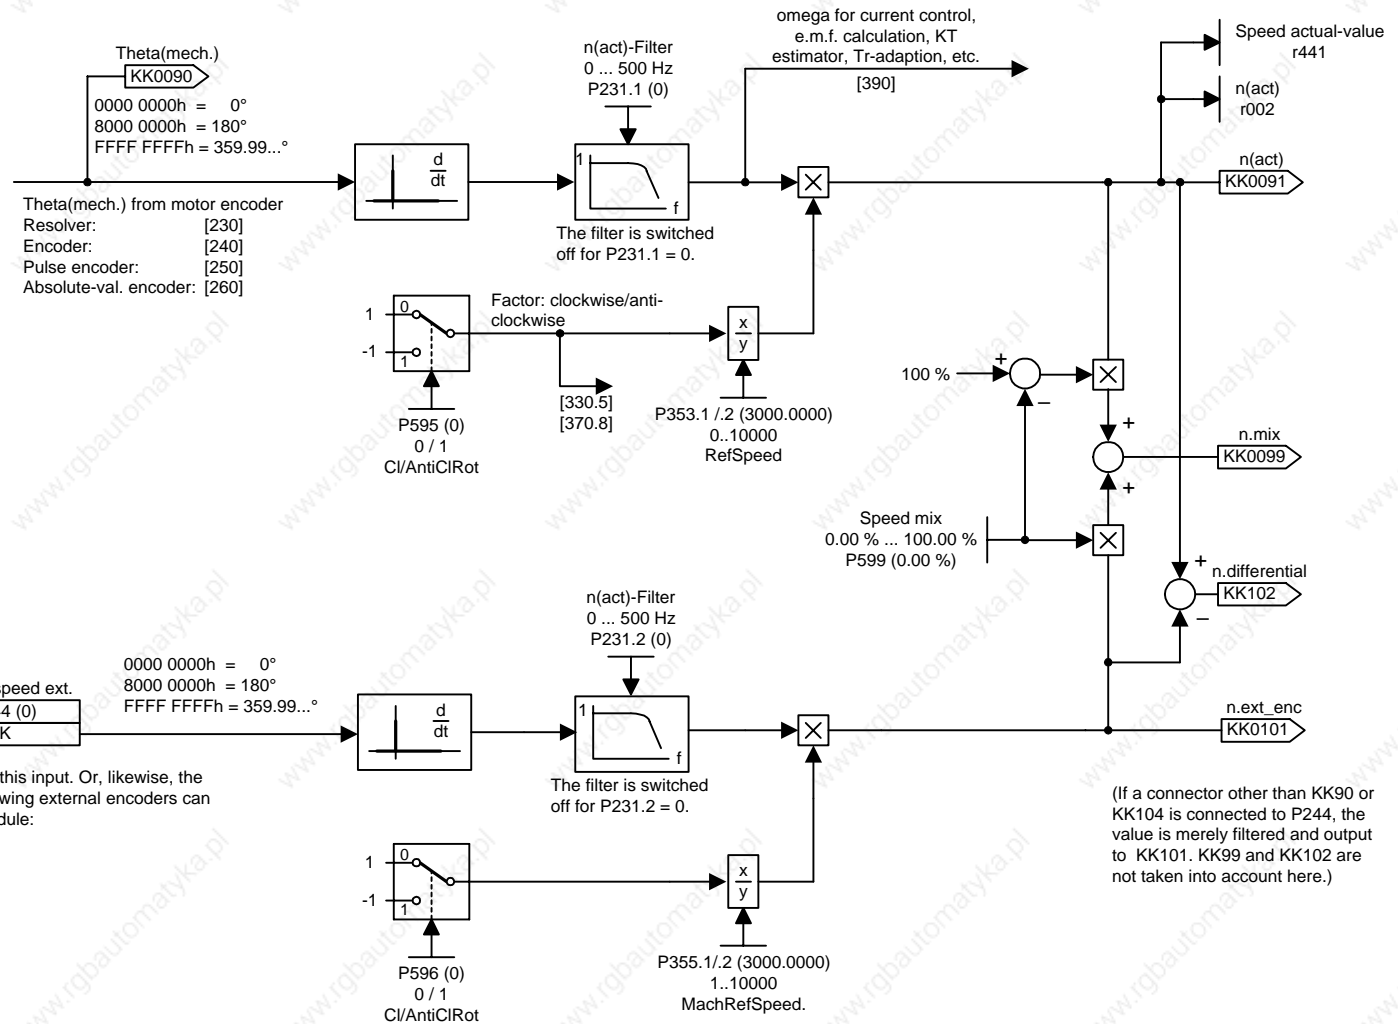 omega for current control,
e.m.f. calculation, KT
estimator, Tr-adaption, etc.
[390]
Speed actual-value
r441
n(act)
r002
Theta(mech.)
KK0090
0000 0000h = 0°
8000 0000h = 180°
FFFF FFFFh = 359.99...°
n(act)-Filter
0 ... 500 Hz
P231.1 (0)
d
dt
1
f
n(act)
KK0091
Theta(mech.) from motor encoder
Resolver: [230]
Encoder: [240]
Pulse encoder: [250]
Absolute-val. encoder: [260]
The filter is switched
off for P231.1 = 0.
1
0
-1
1
Factor: clockwise/anti-
clockwise
x
y
[330.5]
[370.8]
P595 (0)
0 / 1
Cl/AntiClRot
P353.1 /.2 (3000.0000)
0..10000
RefSpeed
100 %
+
–
+
n.mix
KK0099
+
Speed mix
0.00 % ... 100.00 %
P599 (0.00 %)
+
n.differential
KK102
–
n(act)-Filter
0 ... 500 Hz
P231.2 (0)
0000 0000h = 0°
8000 0000h = 180°
FFFF FFFFh = 359.99...°
speed ext.
4 (0)
K
d
dt
1
f
n.ext_enc
KK0101
this input. Or, likewise, the
wing external encoders can
dule:
The filter is switched
off for P231.2 = 0.
(If a connector other than KK90 or
KK104 is connected to P244, the
value is merely filtered and output
to KK101. KK99 and KK102 are
not taken into account here.)
1
0
-1
1
x
y
P596 (0)
0 / 1
Cl/AntiClRot
P355.1/.2 (3000.0000)
1..10000
MachRefSpeed.
www.rgbautomatyka.pl